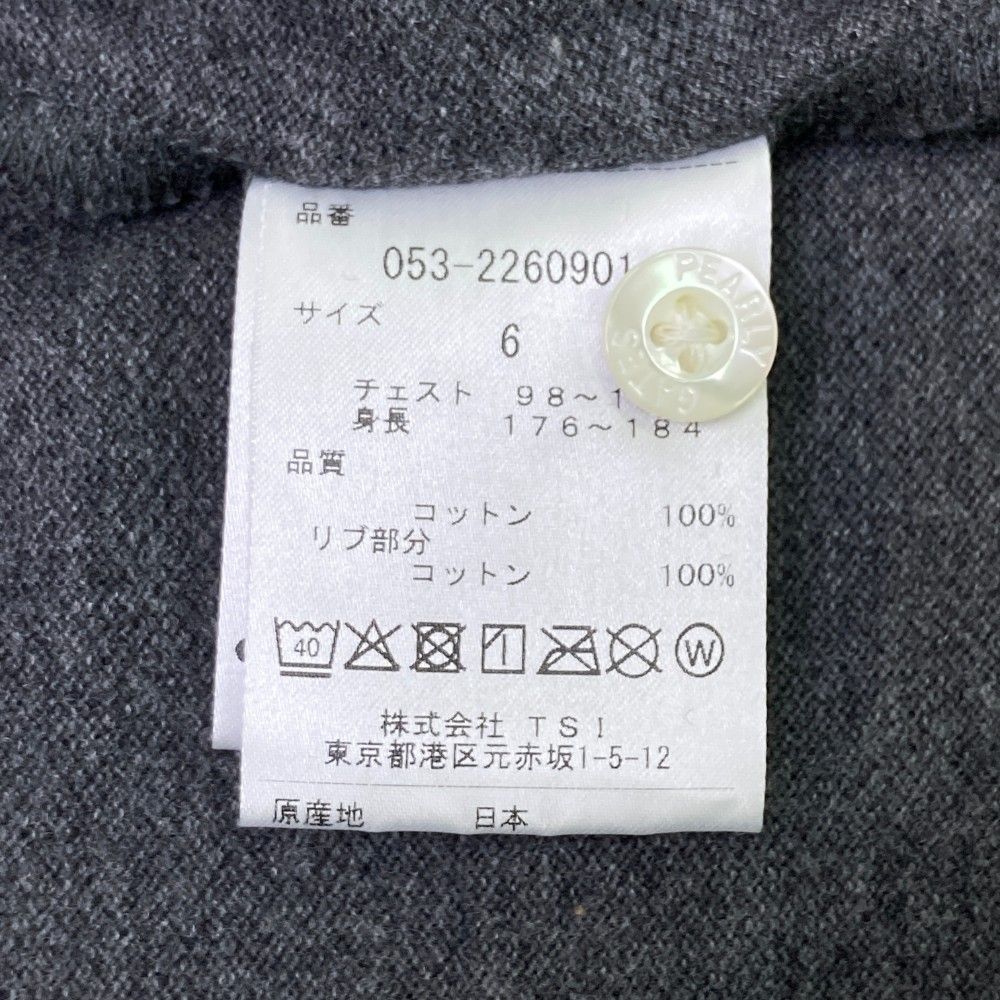 品番
053-2260901
PEARLY GATES
サイズ
6
チェスト 98～1
身長 176～184
品質
コットン 100%
リブ部分
コットン 100%
40
W
株式会社 TSI
東京都港区元赤坂1-5-12
原産地 日本